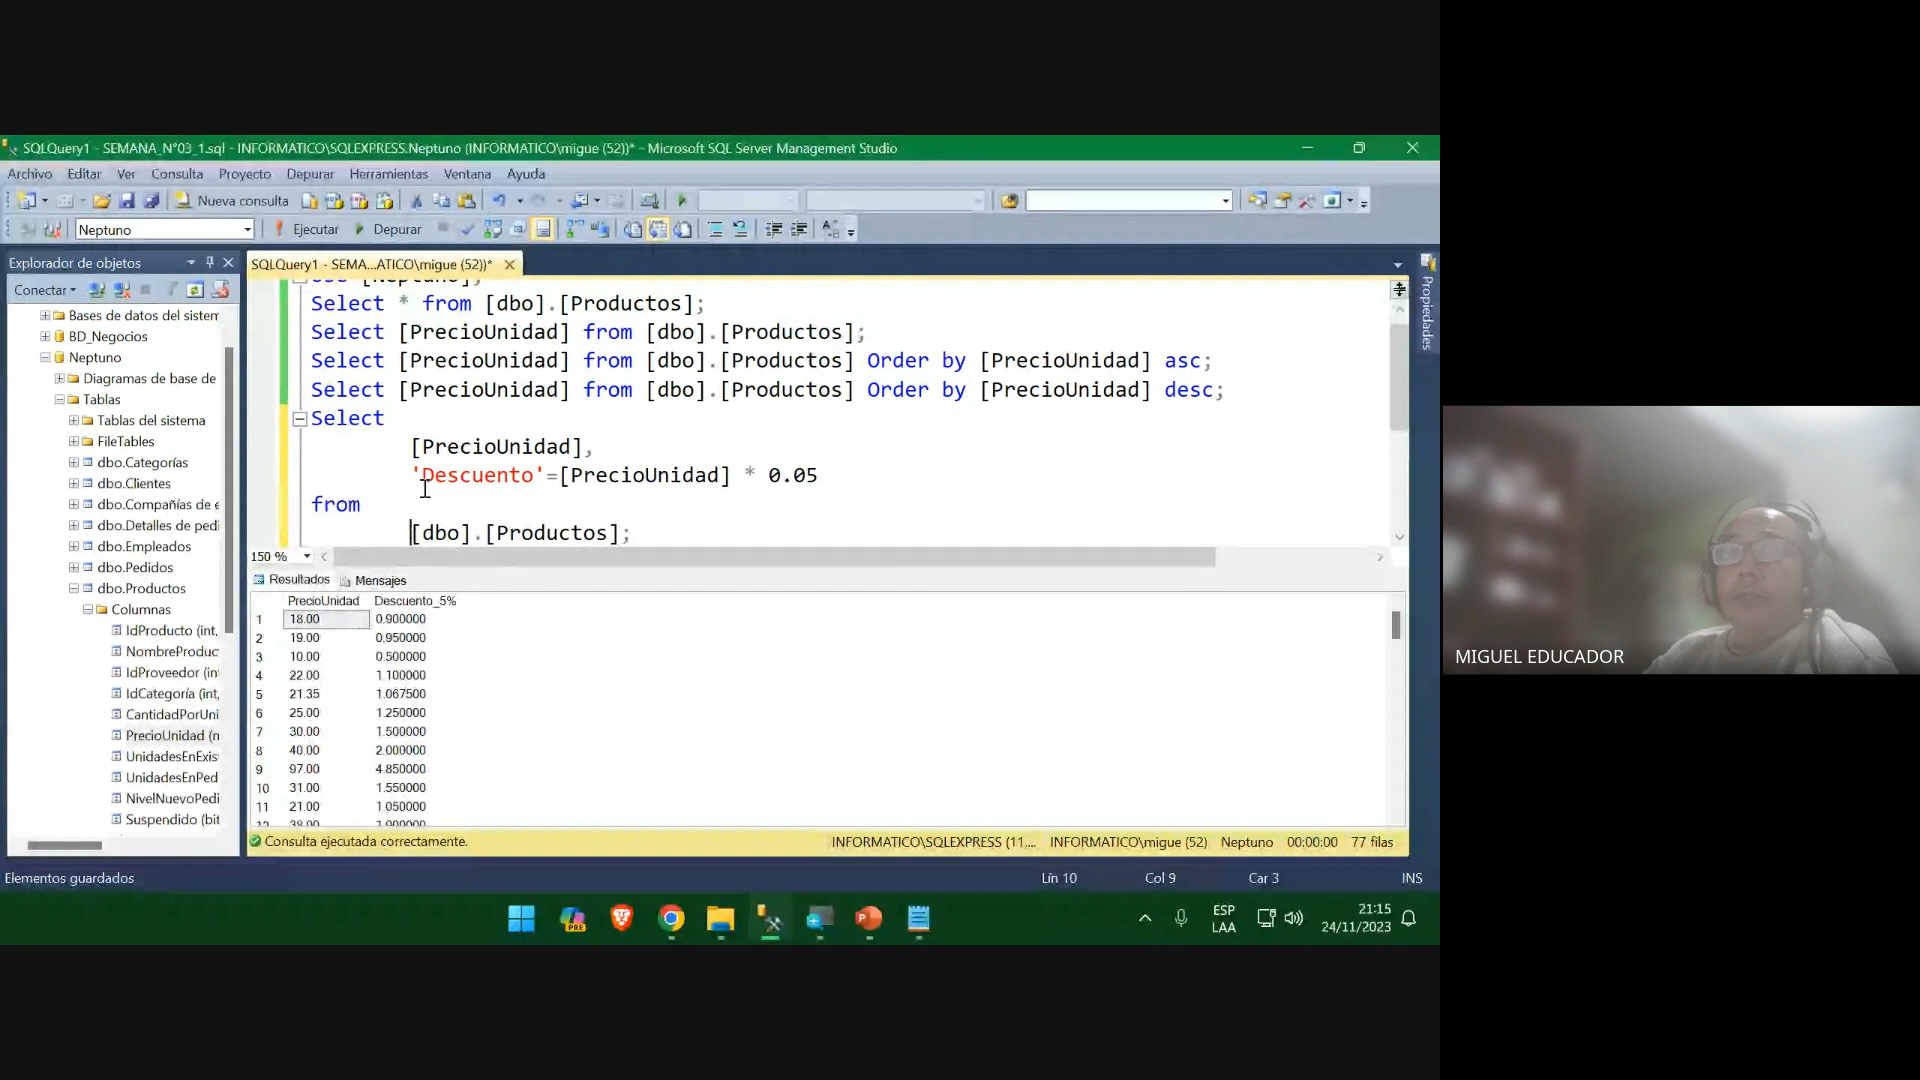 SQLQuery1 - SEMANA_N°03_1.sql - INFORMATICO\SQLEXPRESS.Neptuno (INFORMATICO\migue (52))* - Microsoft SQL Server Management Studio
Archivo Editar Ver Consulta Proyecto Depurar Herramientas Ventana Ayuda
Nueva consulta
Neptuno Ejecutar Depurar
Explorador de objetos
SQLQuery1 - SEMA...ATICO\migue (52))*
Conectar
Bases de datos del sistem
BD_Negocios
Neptuno
Diagramas de base de
Tablas
Tablas del sistema
FileTables
dbo.Categorías
dbo.Clientes
dbo.Compañías de e
dbo.Detalles de pedi
dbo.Empleados
dbo.Pedidos
dbo.Productos
Columnas
IdProducto (int,
NombreProduc
IdProveedor (in
IdCategoría (int,
CantidadPorUni
PrecioUnidad (n
UnidadesEnExis
UnidadesEnPed
NivelNuevoPedi
Suspendido (bit
[Neptuno];
Select * from [dbo].[Productos];
Select [PrecioUnidad] from [dbo].[Productos];
Select [PrecioUnidad] from [dbo].[Productos] Order by [PrecioUnidad] asc;
Select [PrecioUnidad] from [dbo].[Productos] Order by [PrecioUnidad] desc;
Select
[PrecioUnidad],
'Descuento'=[PrecioUnidad] * 0.05
from
[dbo].[Productos];
150 %
Resultados Mensajes
PrecioUnidad Descuento_5%
1 18.00 0.900000
2 19.00 0.950000
3 10.00 0.500000
4 22.00 1.100000
5 21.35 1.067500
6 25.00 1.250000
7 30.00 1.500000
8 40.00 2.000000
9 97.00 4.850000
10 31.00 1.550000
11 21.00 1.050000
12 38.00 1.900000
Consulta ejecutada correctamente. INFORMATICO\SQLEXPRESS (11.... INFORMATICO\migue (52) Neptuno 00:00:00 77 filas
Propiedades
Elementos guardados Lín 10 Col 9 Car 3 INS
PRE
ESP
LAA
21:15
24/11/2023
MIGUEL EDUCADOR